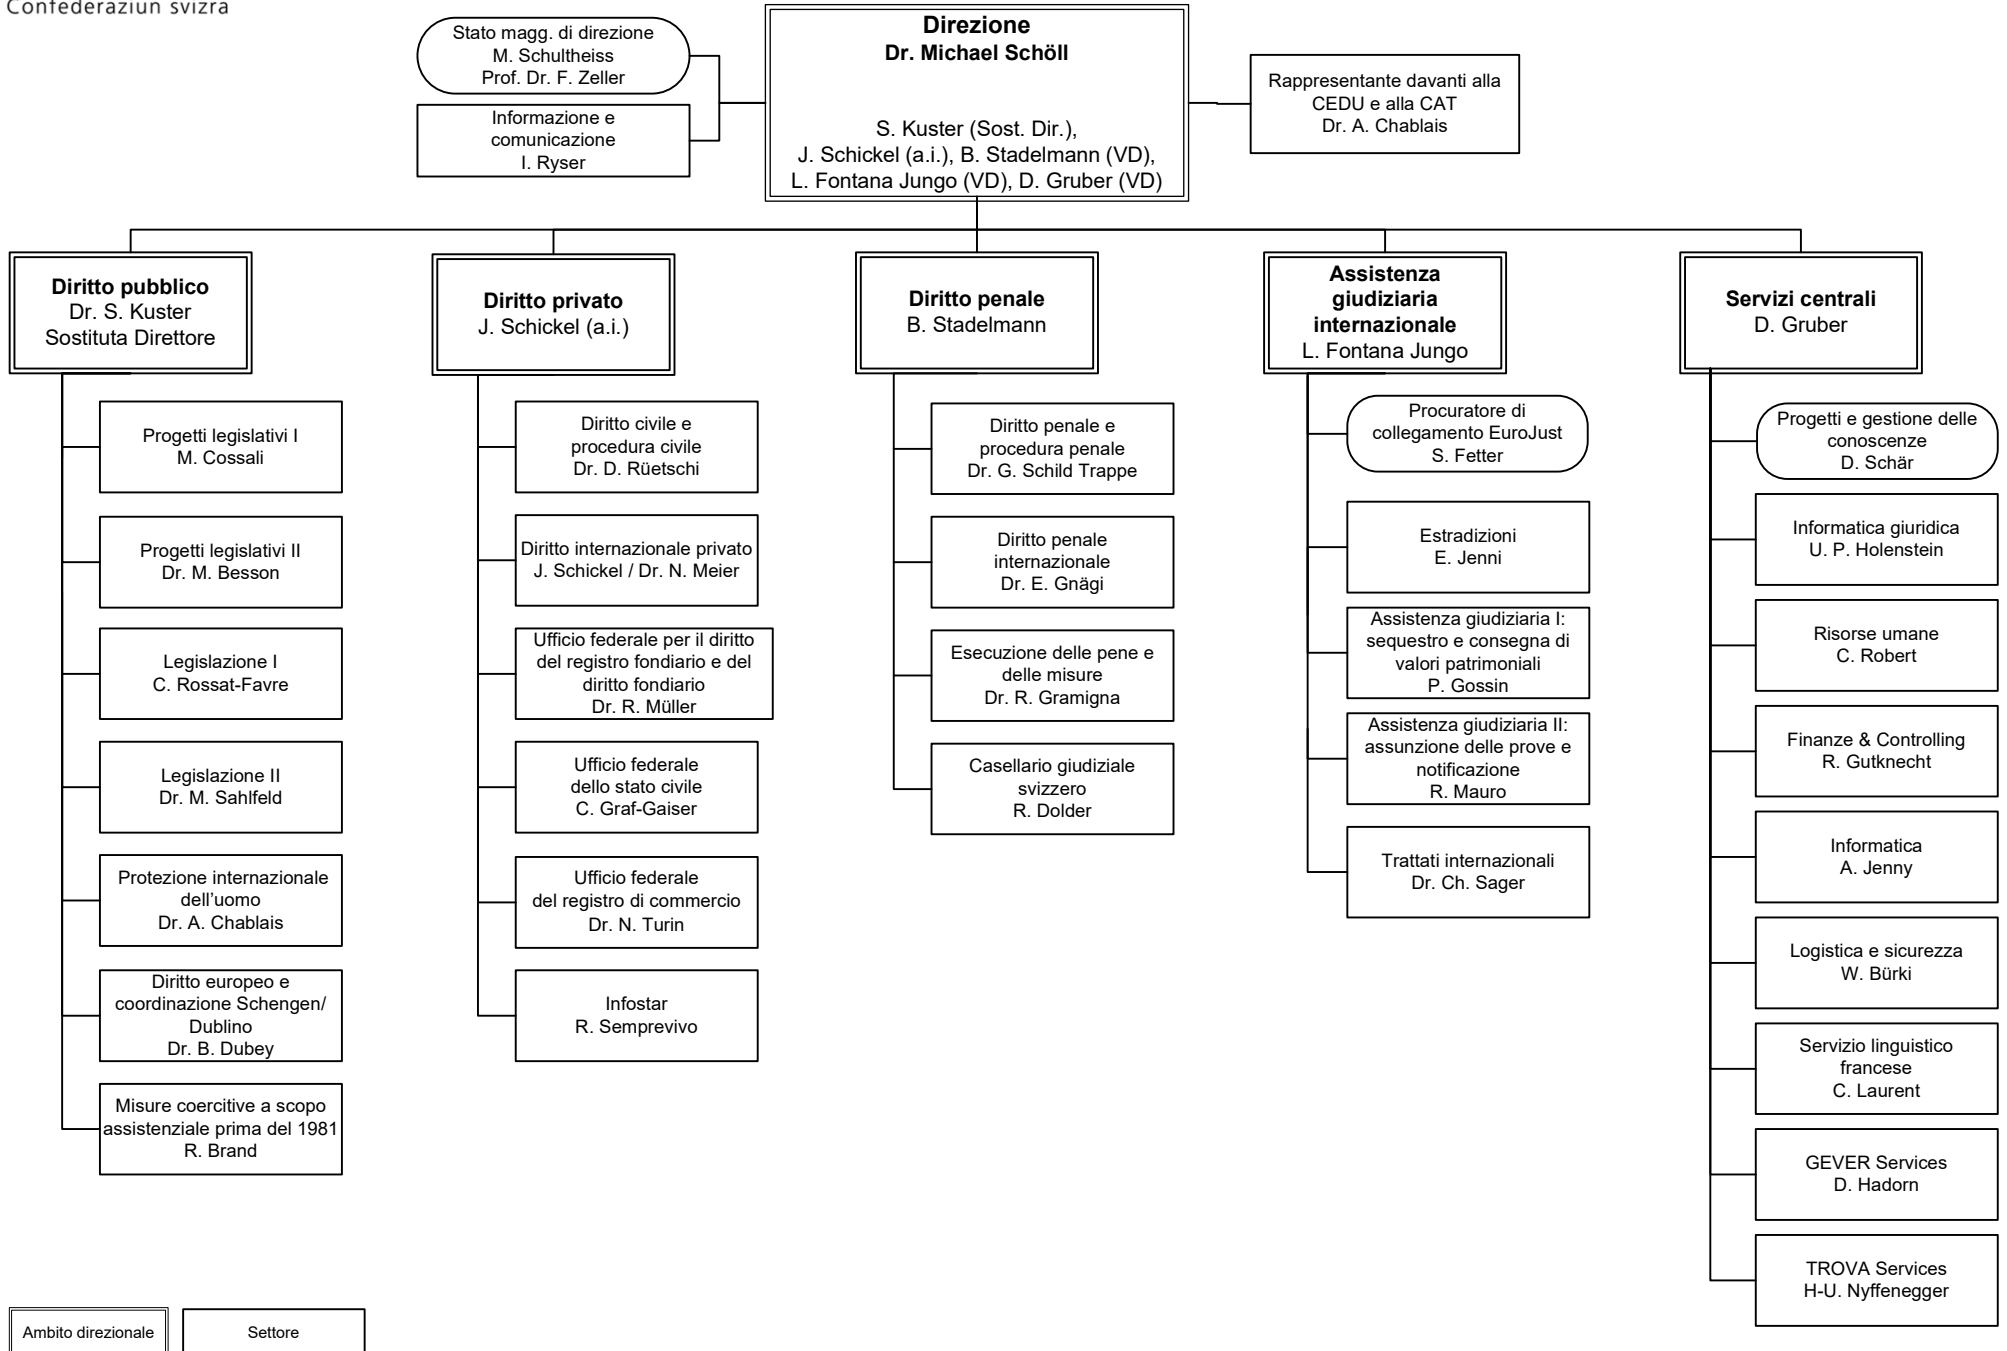 Confederaziun svizra
Stato magg. di direzione
M. Schultheiss
Prof. Dr. F. Zeller
Informazione e
comunicazione
I. Ryser
Direzione
Dr. Michael Schöll
S. Kuster (Sost. Dir.),
J. Schickel (a.i.), B. Stadelmann (VD),
L. Fontana Jungo (VD), D. Gruber (VD)
Rappresentante davanti alla
CEDU e alla CAT
Dr. A. Chablais
Diritto pubblico
Dr. S. Kuster
Sostituta Direttore
Progetti legislativi I
M. Cossali
Progetti legislativi II
Dr. M. Besson
Legislazione I
C. Rossat-Favre
Legislazione II
Dr. M. Sahlfeld
Protezione internazionale
dell’uomo
Dr. A. Chablais
Diritto europeo e
coordinazione Schengen/
Dublino
Dr. B. Dubey
Misure coercitive a scopo
assistenziale prima del 1981
R. Brand
Diritto privato
J. Schickel (a.i.)
Diritto civile e
procedura civile
Dr. D. Rüetschi
Diritto internazionale privato
J. Schickel / Dr. N. Meier
Ufficio federale per il diritto
del registro fondiario e del
diritto fondiario
Dr. R. Müller
Ufficio federale
dello stato civile
C. Graf-Gaiser
Ufficio federale
del registro di commercio
Dr. N. Turin
Infostar
R. Semprevivo
Diritto penale
B. Stadelmann
Diritto penale e
procedura penale
Dr. G. Schild Trappe
Diritto penale
internazionale
Dr. E. Gnägi
Esecuzione delle pene e
delle misure
Dr. R. Gramigna
Casellario giudiziale
svizzero
R. Dolder
Assistenza
giudiziaria
internazionale
L. Fontana Jungo
Procuratore di
collegamento EuroJust
S. Fetter
Estradizioni
E. Jenni
Assistenza giudiziaria I:
sequestro e consegna di
valori patrimoniali
P. Gossin
Assistenza giudiziaria II:
assunzione delle prove e
notificazione
R. Mauro
Trattati internazionali
Dr. Ch. Sager
Servizi centrali
D. Gruber
Progetti e gestione delle
conoscenze
D. Schär
Informatica giuridica
U. P. Holenstein
Risorse umane
C. Robert
Finanze & Controlling
R. Gutknecht
Informatica
A. Jenny
Logistica e sicurezza
W. Bürki
Servizio linguistico
francese
C. Laurent
GEVER Services
D. Hadorn
TROVA Services
H-U. Nyffenegger
Ambito direzionale
Settore